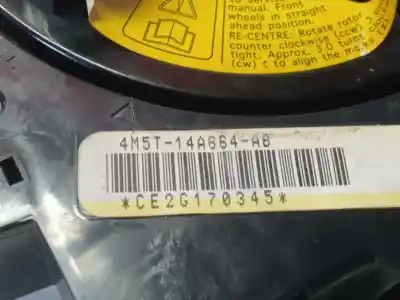 manual. Front
wheels in straight
ahead position.
RE-CENTRE. Rotate rotor
counter clockwise (ccw)
tight. Approx. 3.0 turns
(cw) to align the
4M5T-14A664-AB
*CE2G170345*